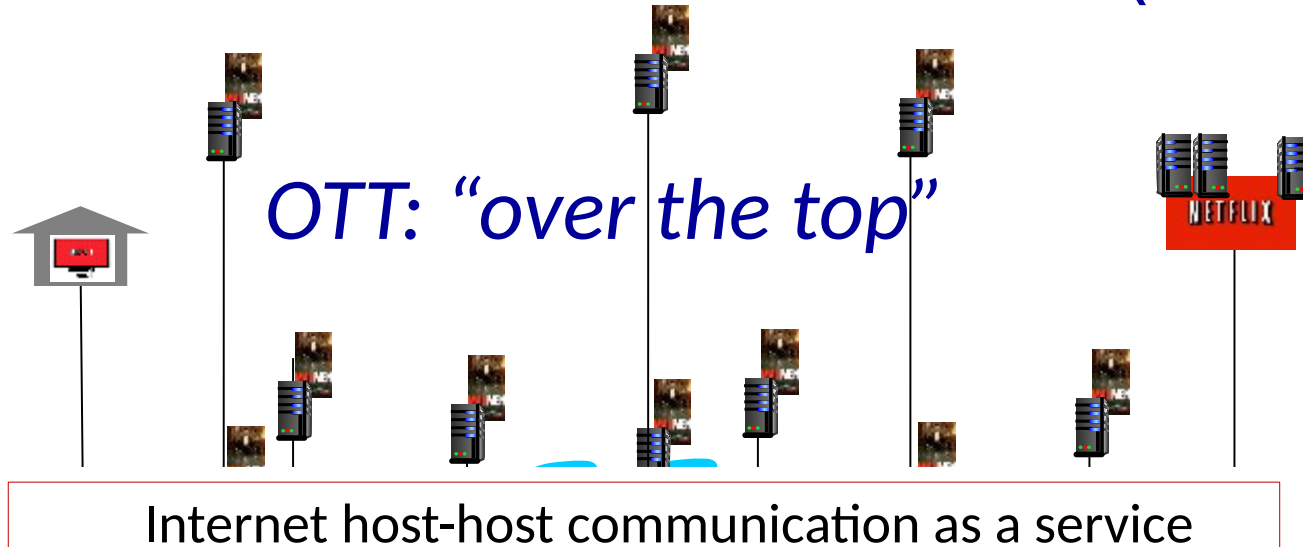 OTT: “over the top”
NETFLIX
Internet host-host communication as a service